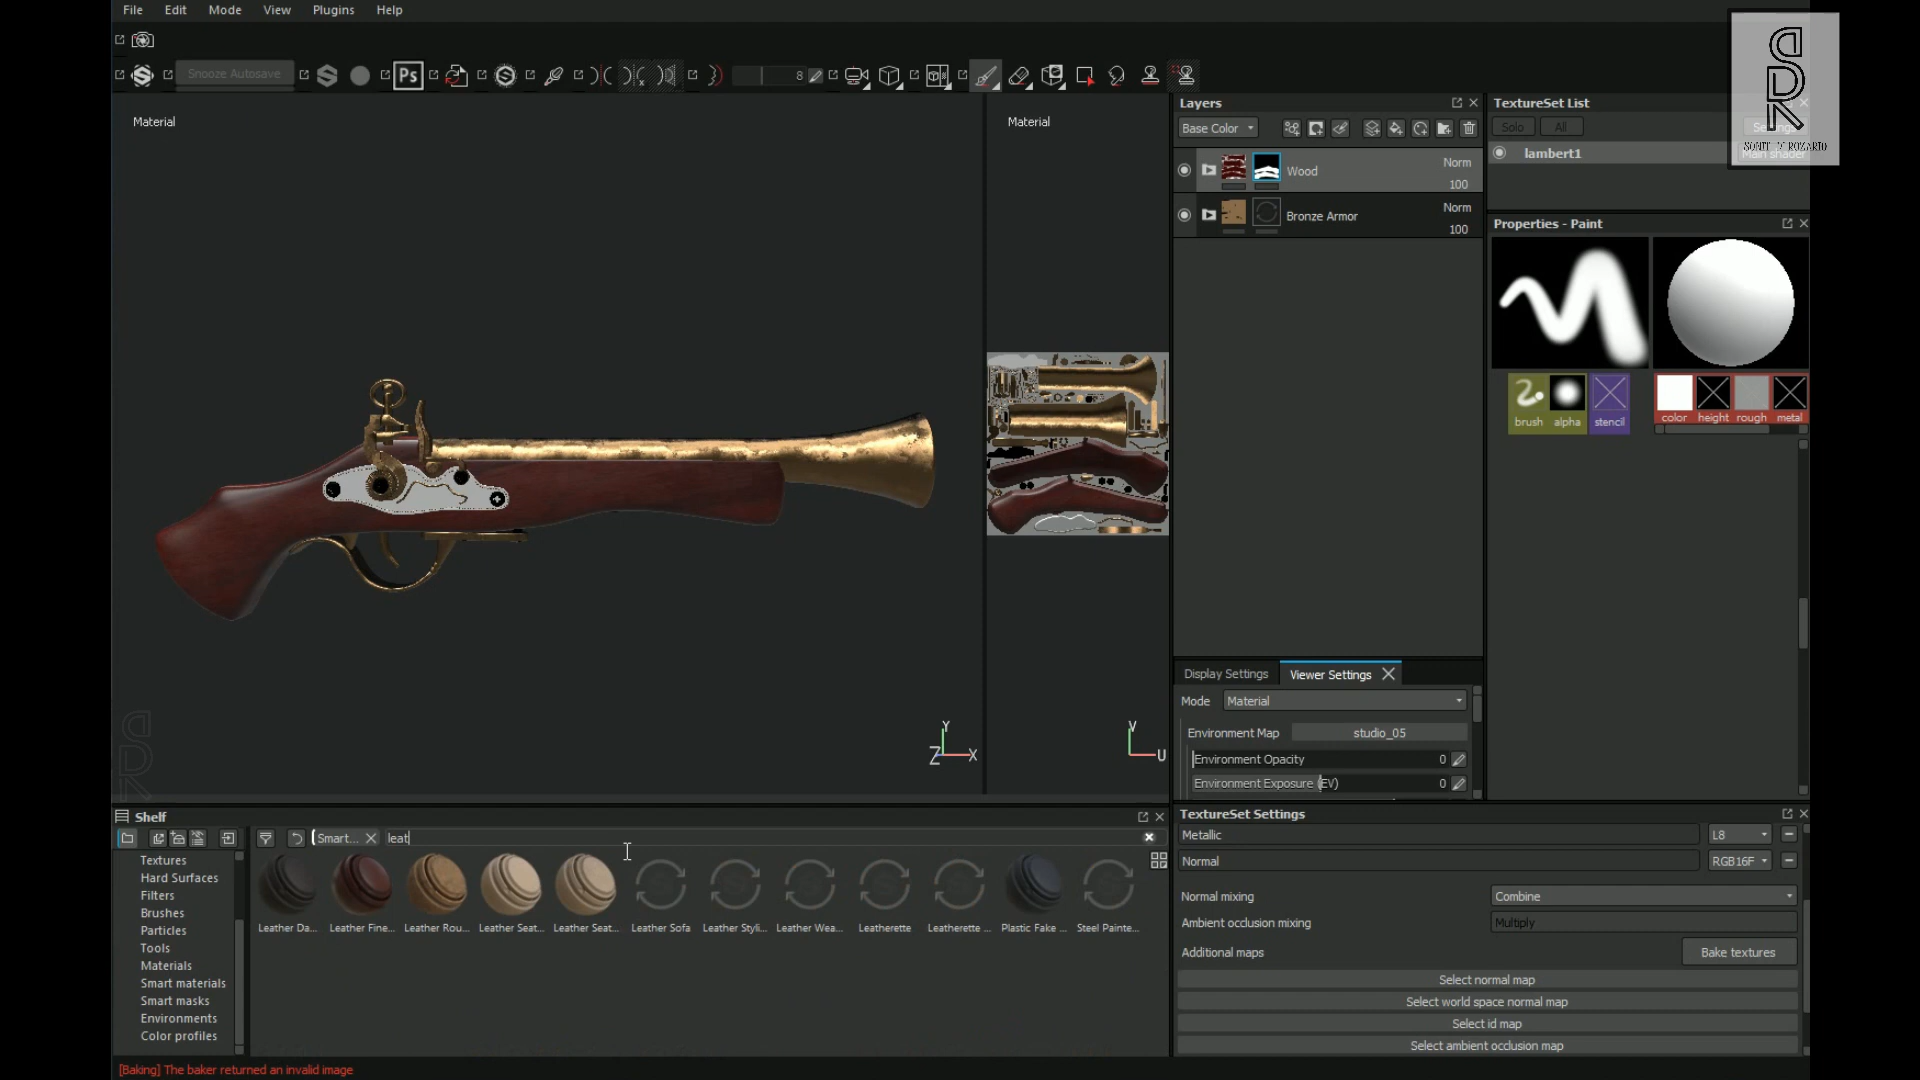 File Edit Mode View Plugins Help
Snooze Autosave
Ps
8
Material
Material
Layers
Base Color
Wood
Norm
100
Bronze Armor
Norm
100
TextureSet List
Solo All
lambert1
Main shader
SDR
Properties - Paint
brush alpha stencil
color height rough metal
Display Settings Viewer Settings
Mode Material
Environment Map studio_05
Environment Opacity 0
Environment Exposure (EV) 0
Y
Z X
V
U
SDR
Shelf
Smart... leat
Textures
Hard Surfaces
Filters
Brushes
Particles
Tools
Materials
Smart materials
Smart masks
Environments
Color profiles
Leather Da... Leather Fine... Leather Rou... Leather Seat... Leather Seat... Leather Sofa Leather Styli... Leather Wea... Leatherette Leatherette ... Plastic Fake ... Steel Painte...
TextureSet Settings
Metallic L8
Normal RGB16F
Normal mixing Combine
Ambient occlusion mixing Multiply
Additional maps Bake textures
Select normal map
Select world space normal map
Select id map
Select ambient occlusion map
[Baking] The baker returned an invalid image